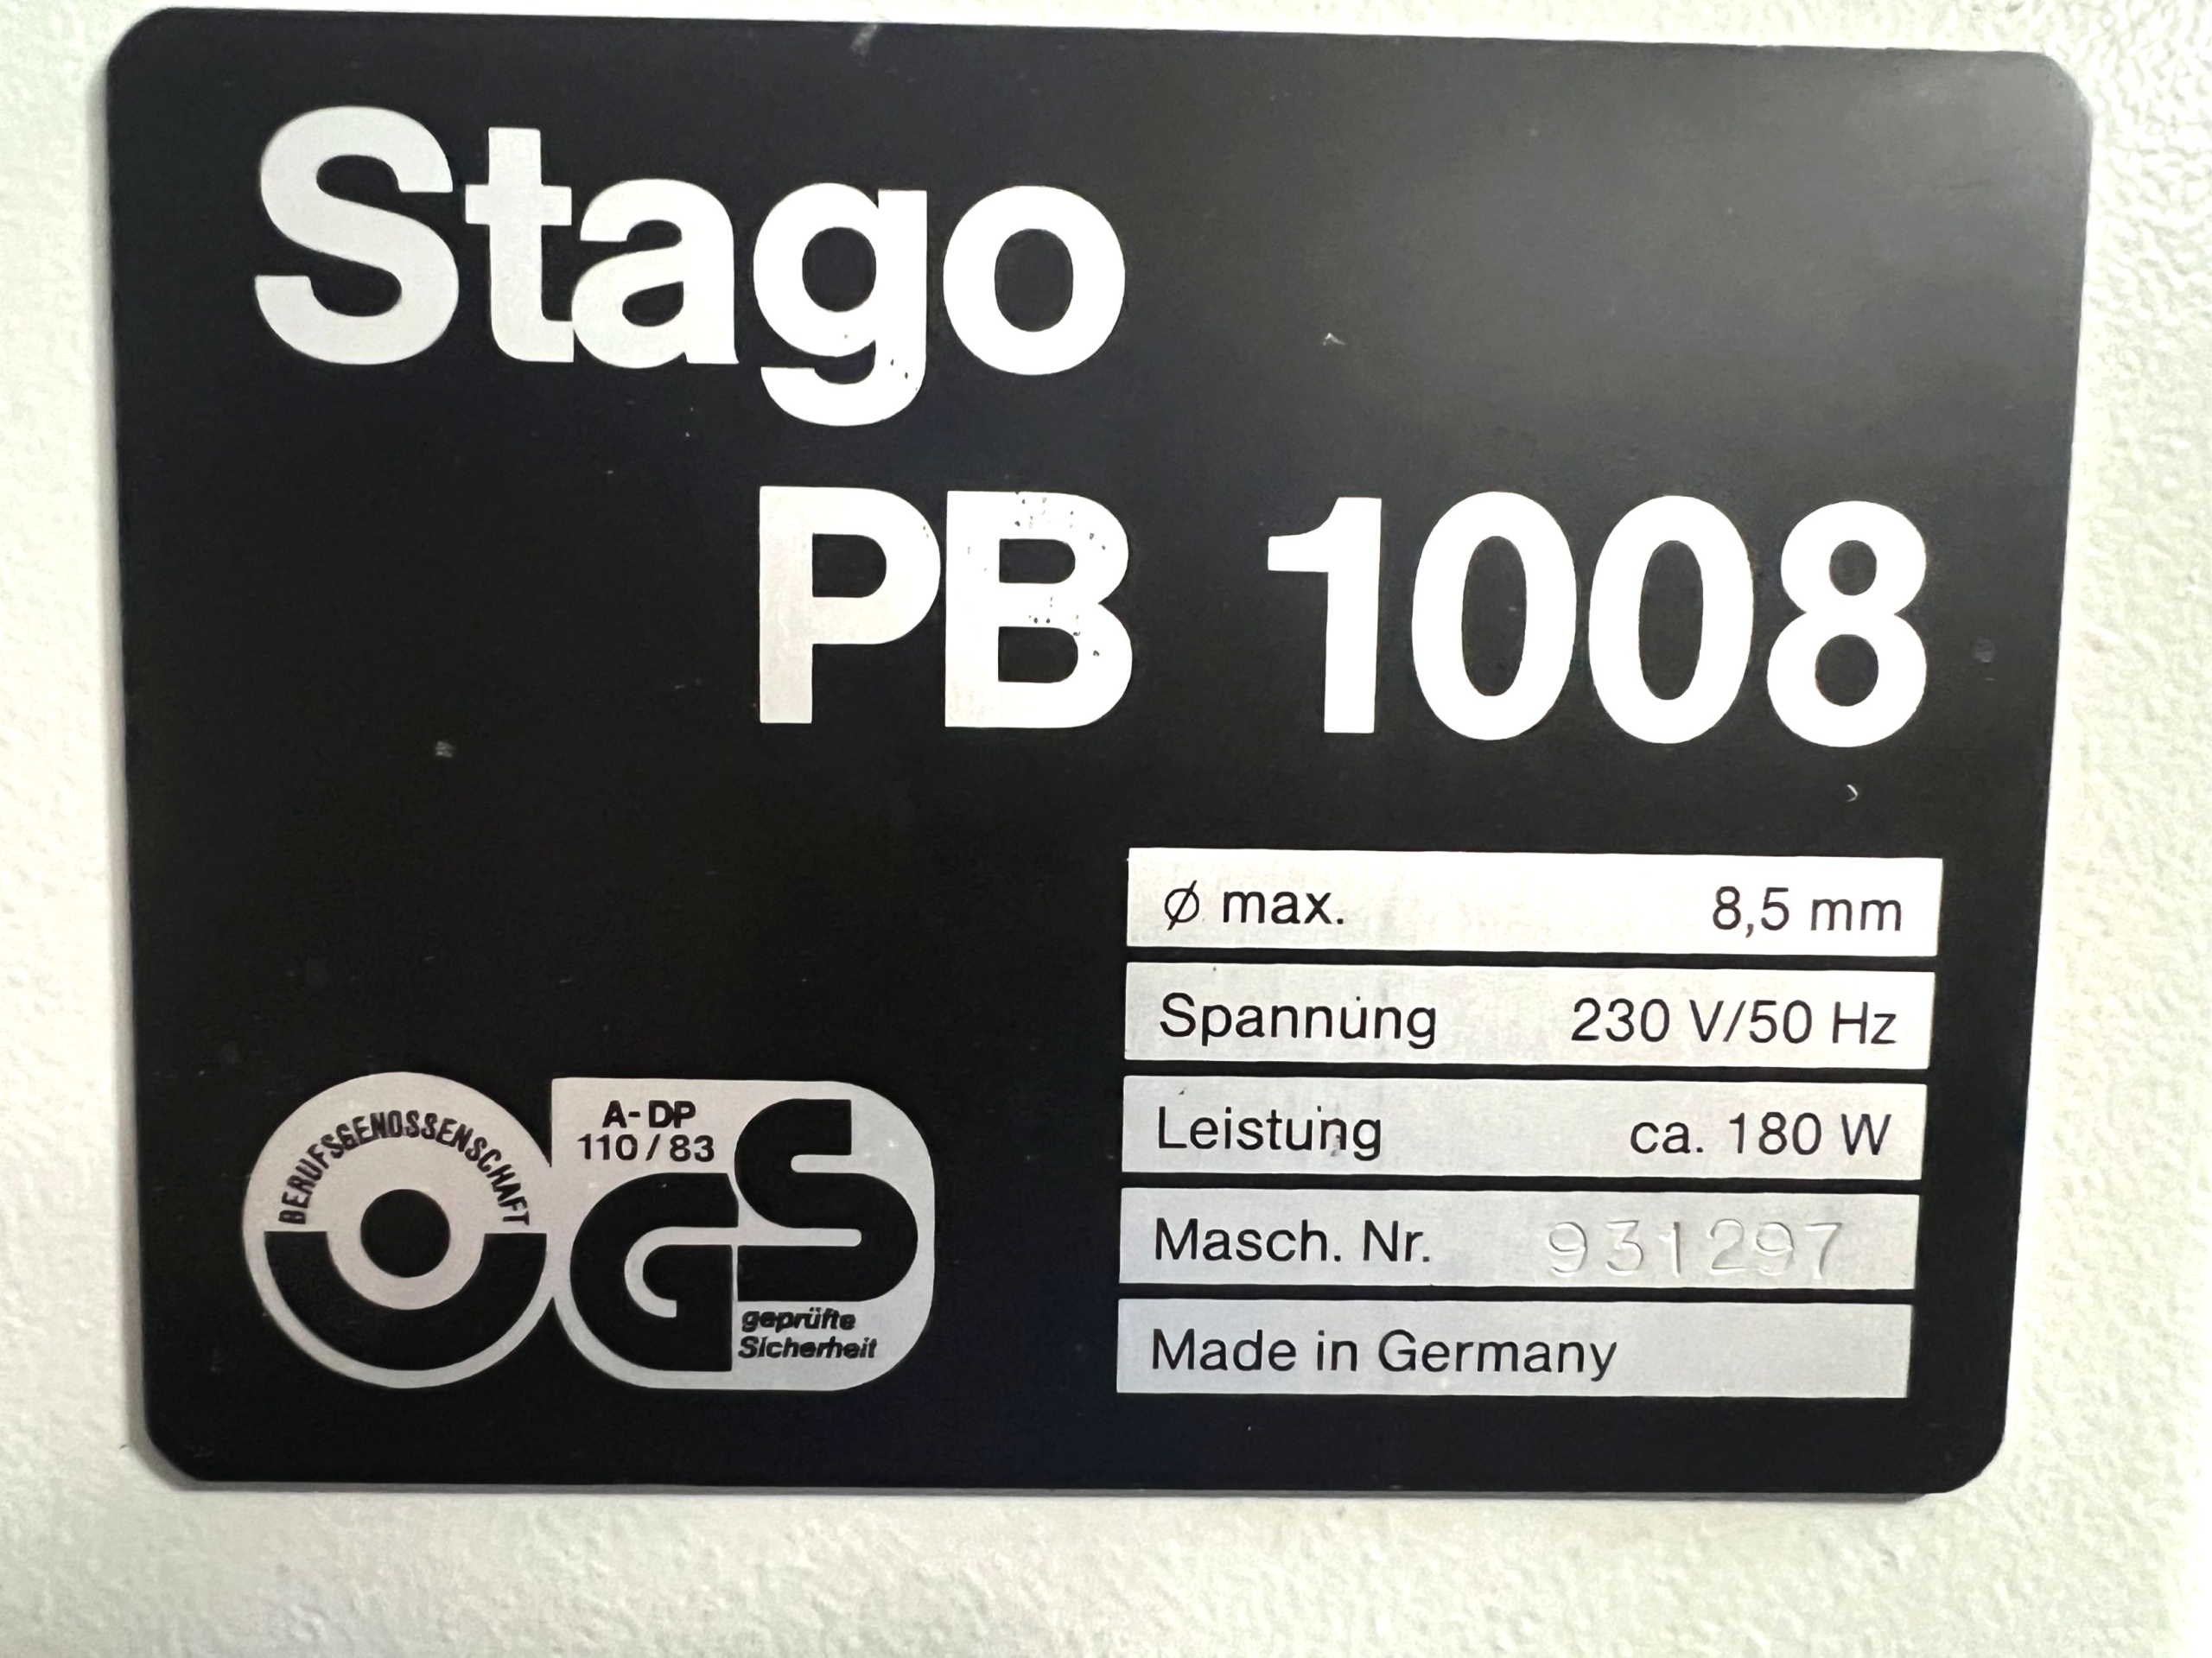 Stago
PB 1008
Ø max. 8,5 mm
Spannung 230 V/50 Hz
Leistung ca. 180 W
Masch. Nr. 931297
Made in Germany
BERUFSGENOSSENSCHAFT
A-DP
110/83
GS
geprüfte
Sicherheit